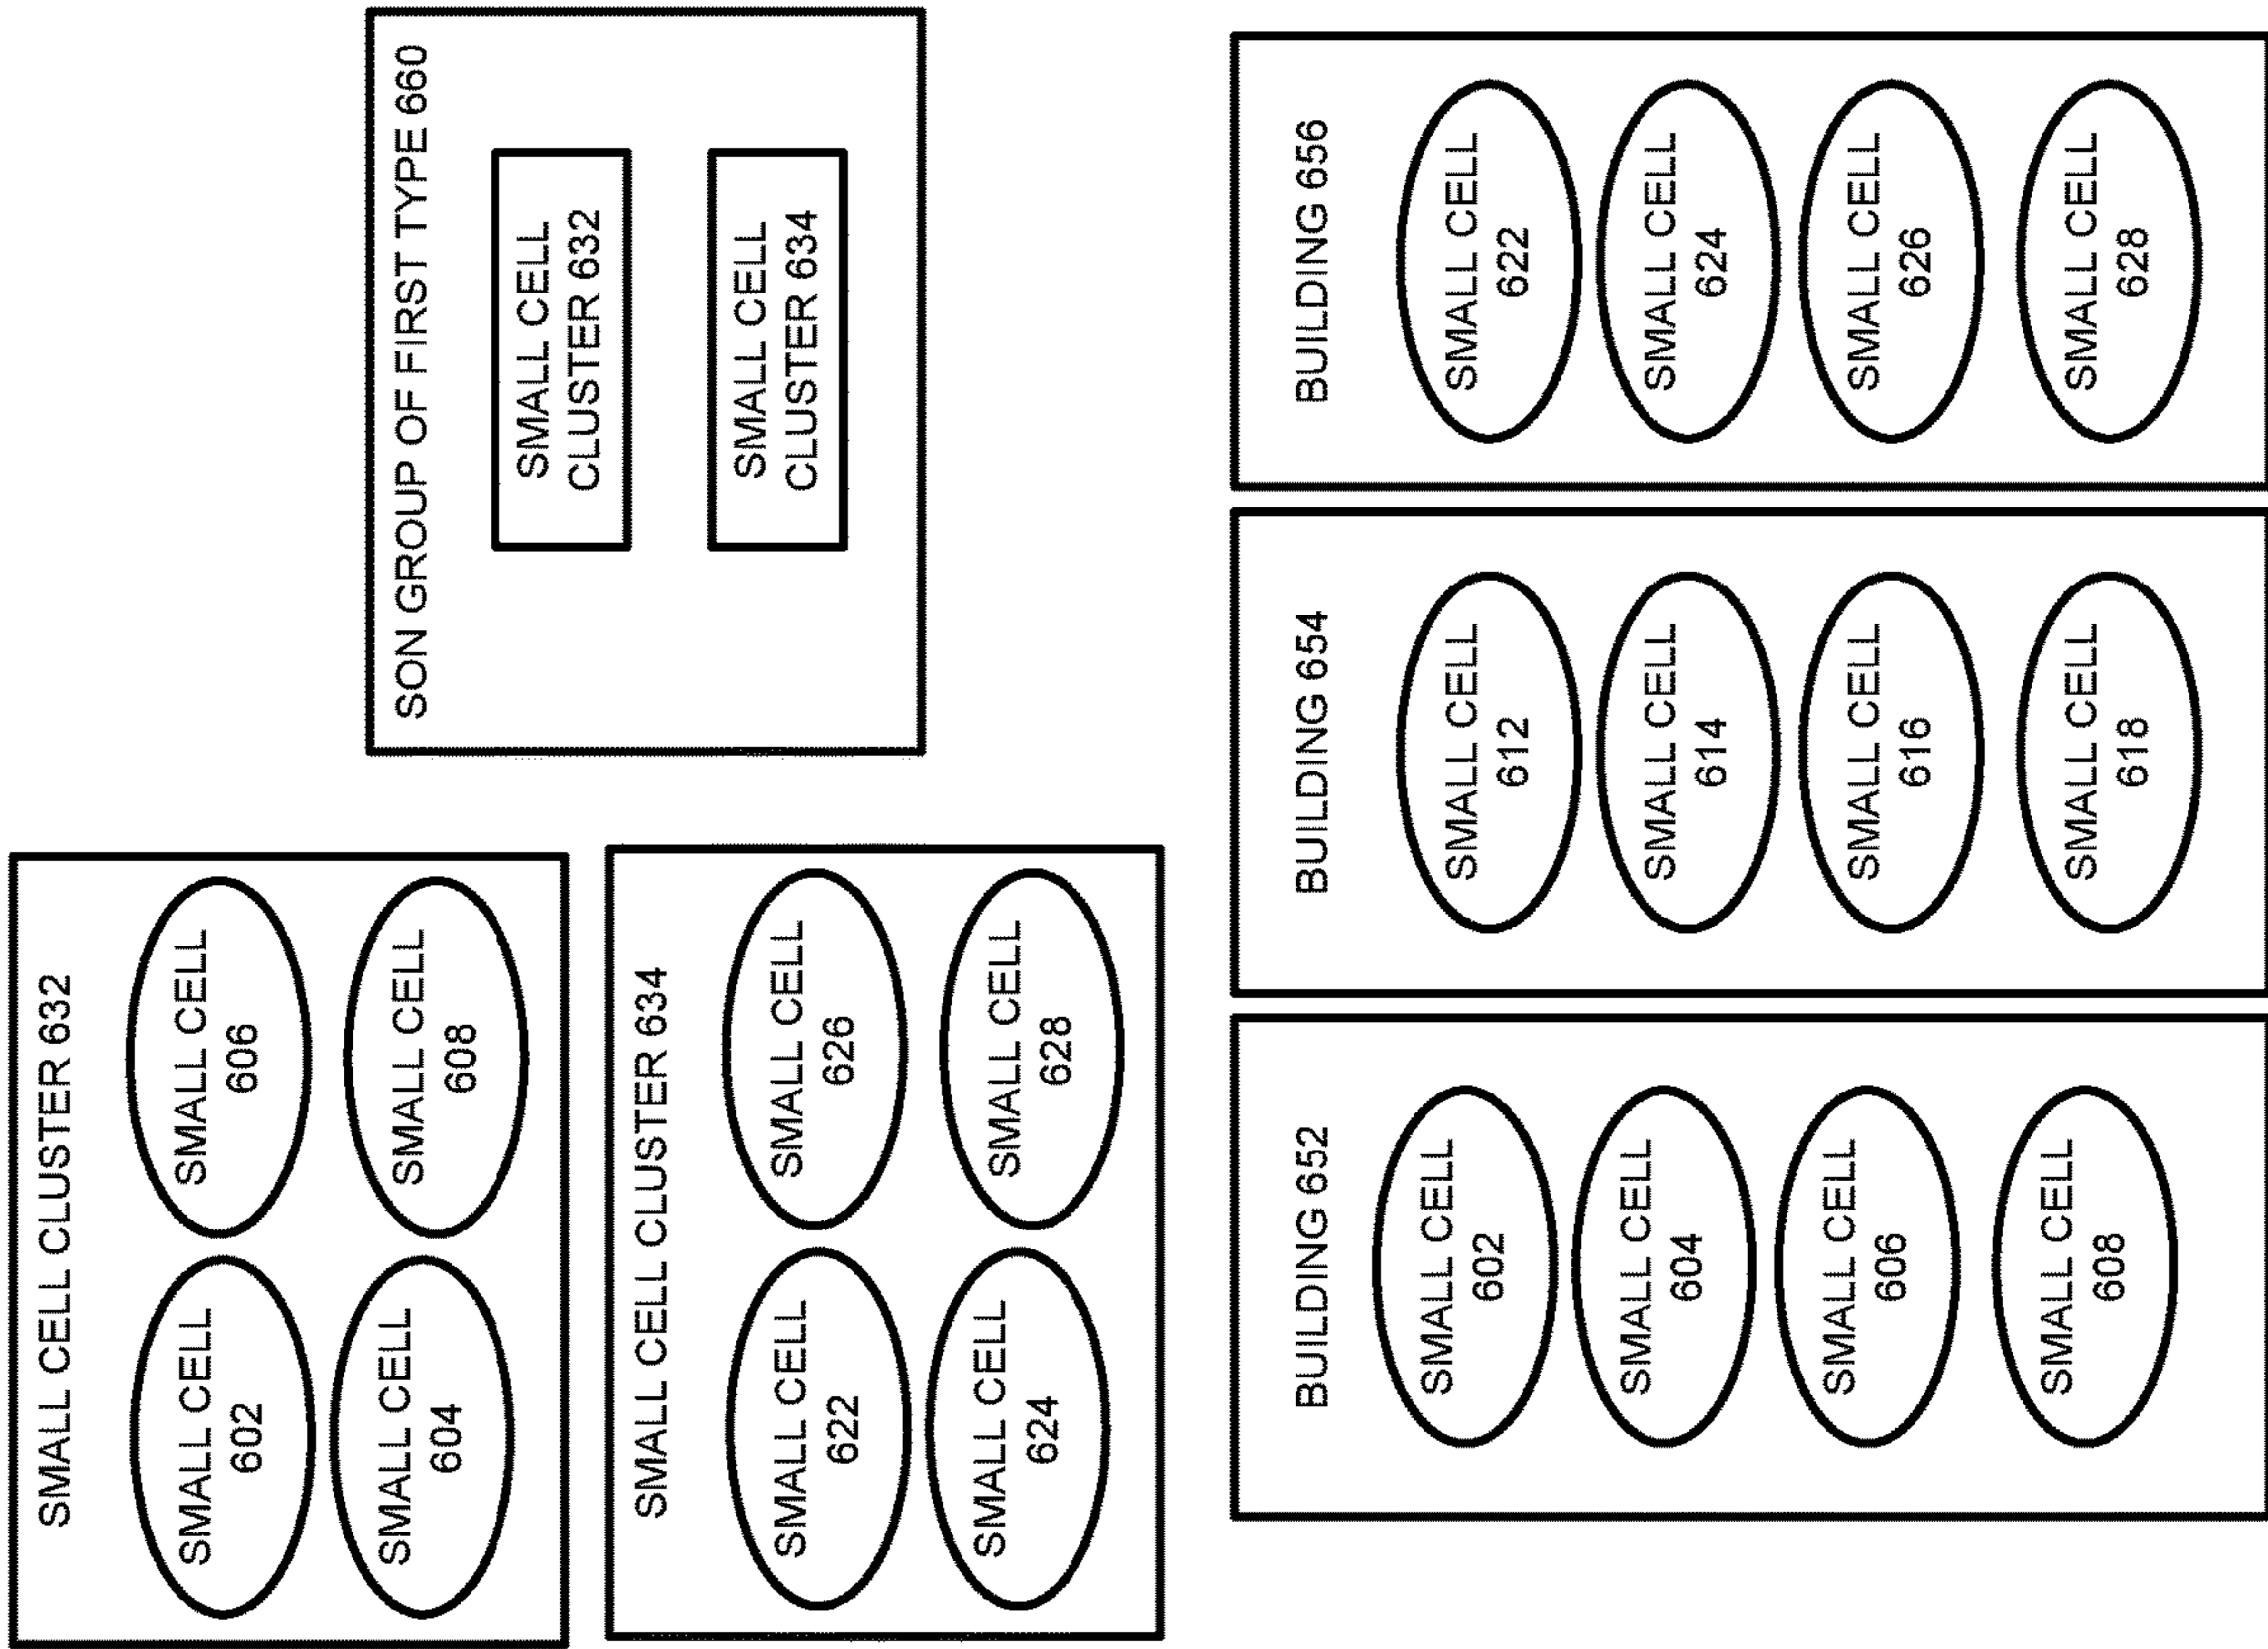 SMALL CELL CLUSTER 632
SMALL CELL
602
SMALL CELL
606
SMALL CELL
604
SMALL CELL
608
SMALL CELL CLUSTER 634
SMALL CELL
622
SMALL CELL
626
SMALL CELL
624
SMALL CELL
628
SON GROUP OF FIRST TYPE 660
SMALL CELL
CLUSTER 632
SMALL CELL
CLUSTER 634
BUILDING 652
SMALL CELL
602
SMALL CELL
604
SMALL CELL
606
SMALL CELL
608
BUILDING 654
SMALL CELL
612
SMALL CELL
614
SMALL CELL
616
SMALL CELL
618
BUILDING 656
SMALL CELL
622
SMALL CELL
624
SMALL CELL
626
SMALL CELL
628